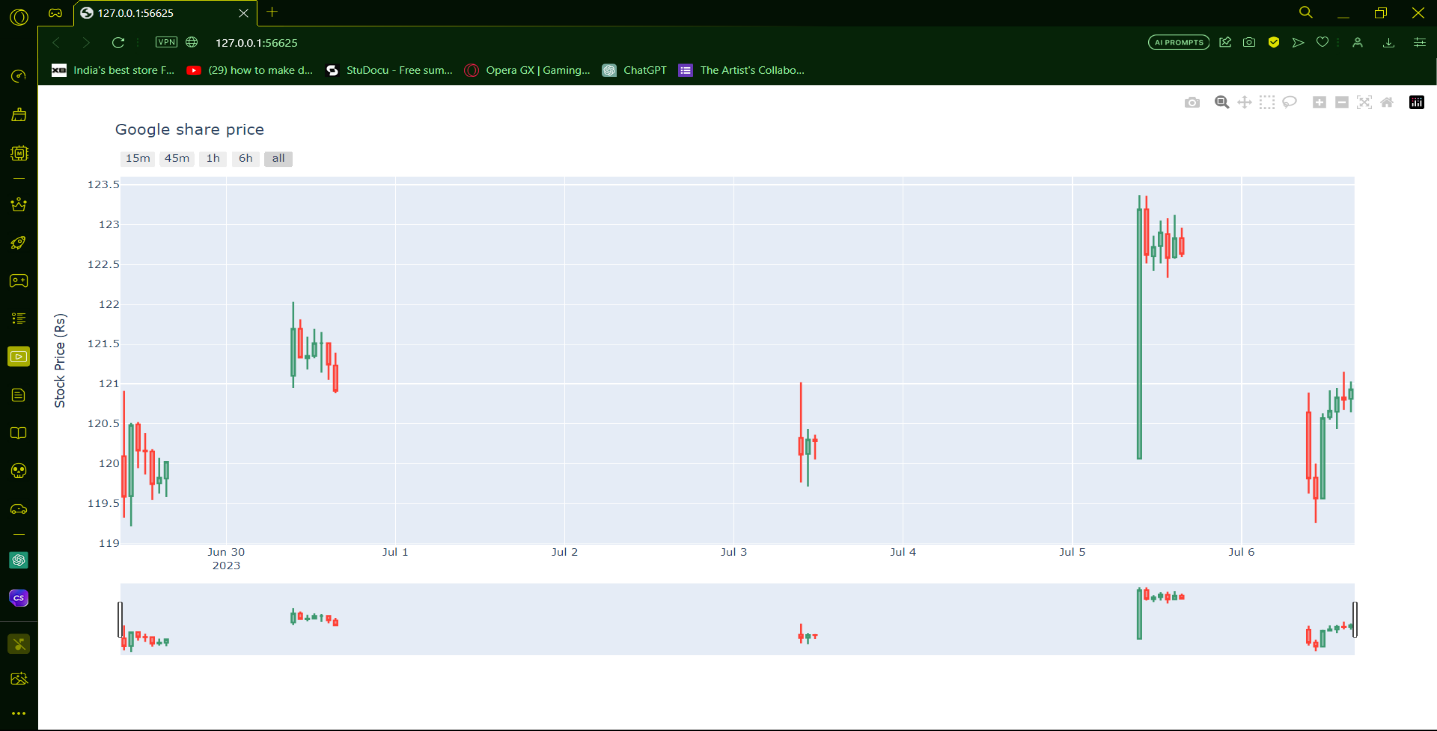 127.0.0.1:56625
VPN 127.0.0.1:56625 AI PROMPTS
XB India's best store F... (29) how to make d... StuDocu - Free sum... Opera GX | Gaming... ChatGPT The Artist's Collabo...
Google share price
15m 45m 1h 6h all
123.5
123
122.5
122
121.5
121
120.5
120
119.5
119
Stock Price (Rs)
Jun 30 Jul 1 Jul 2 Jul 3 Jul 4 Jul 5 Jul 6
2023
M
CS